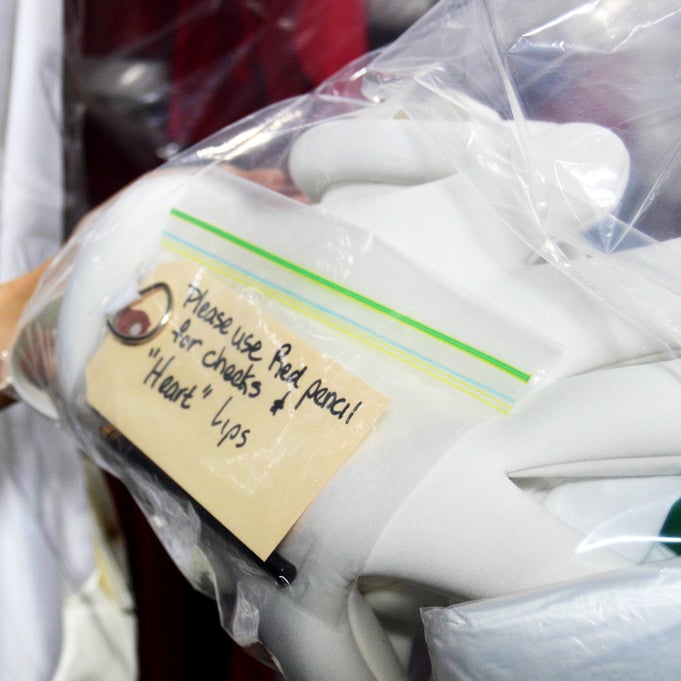 Please use Red pencil
for cheeks &
"Heart" Lips